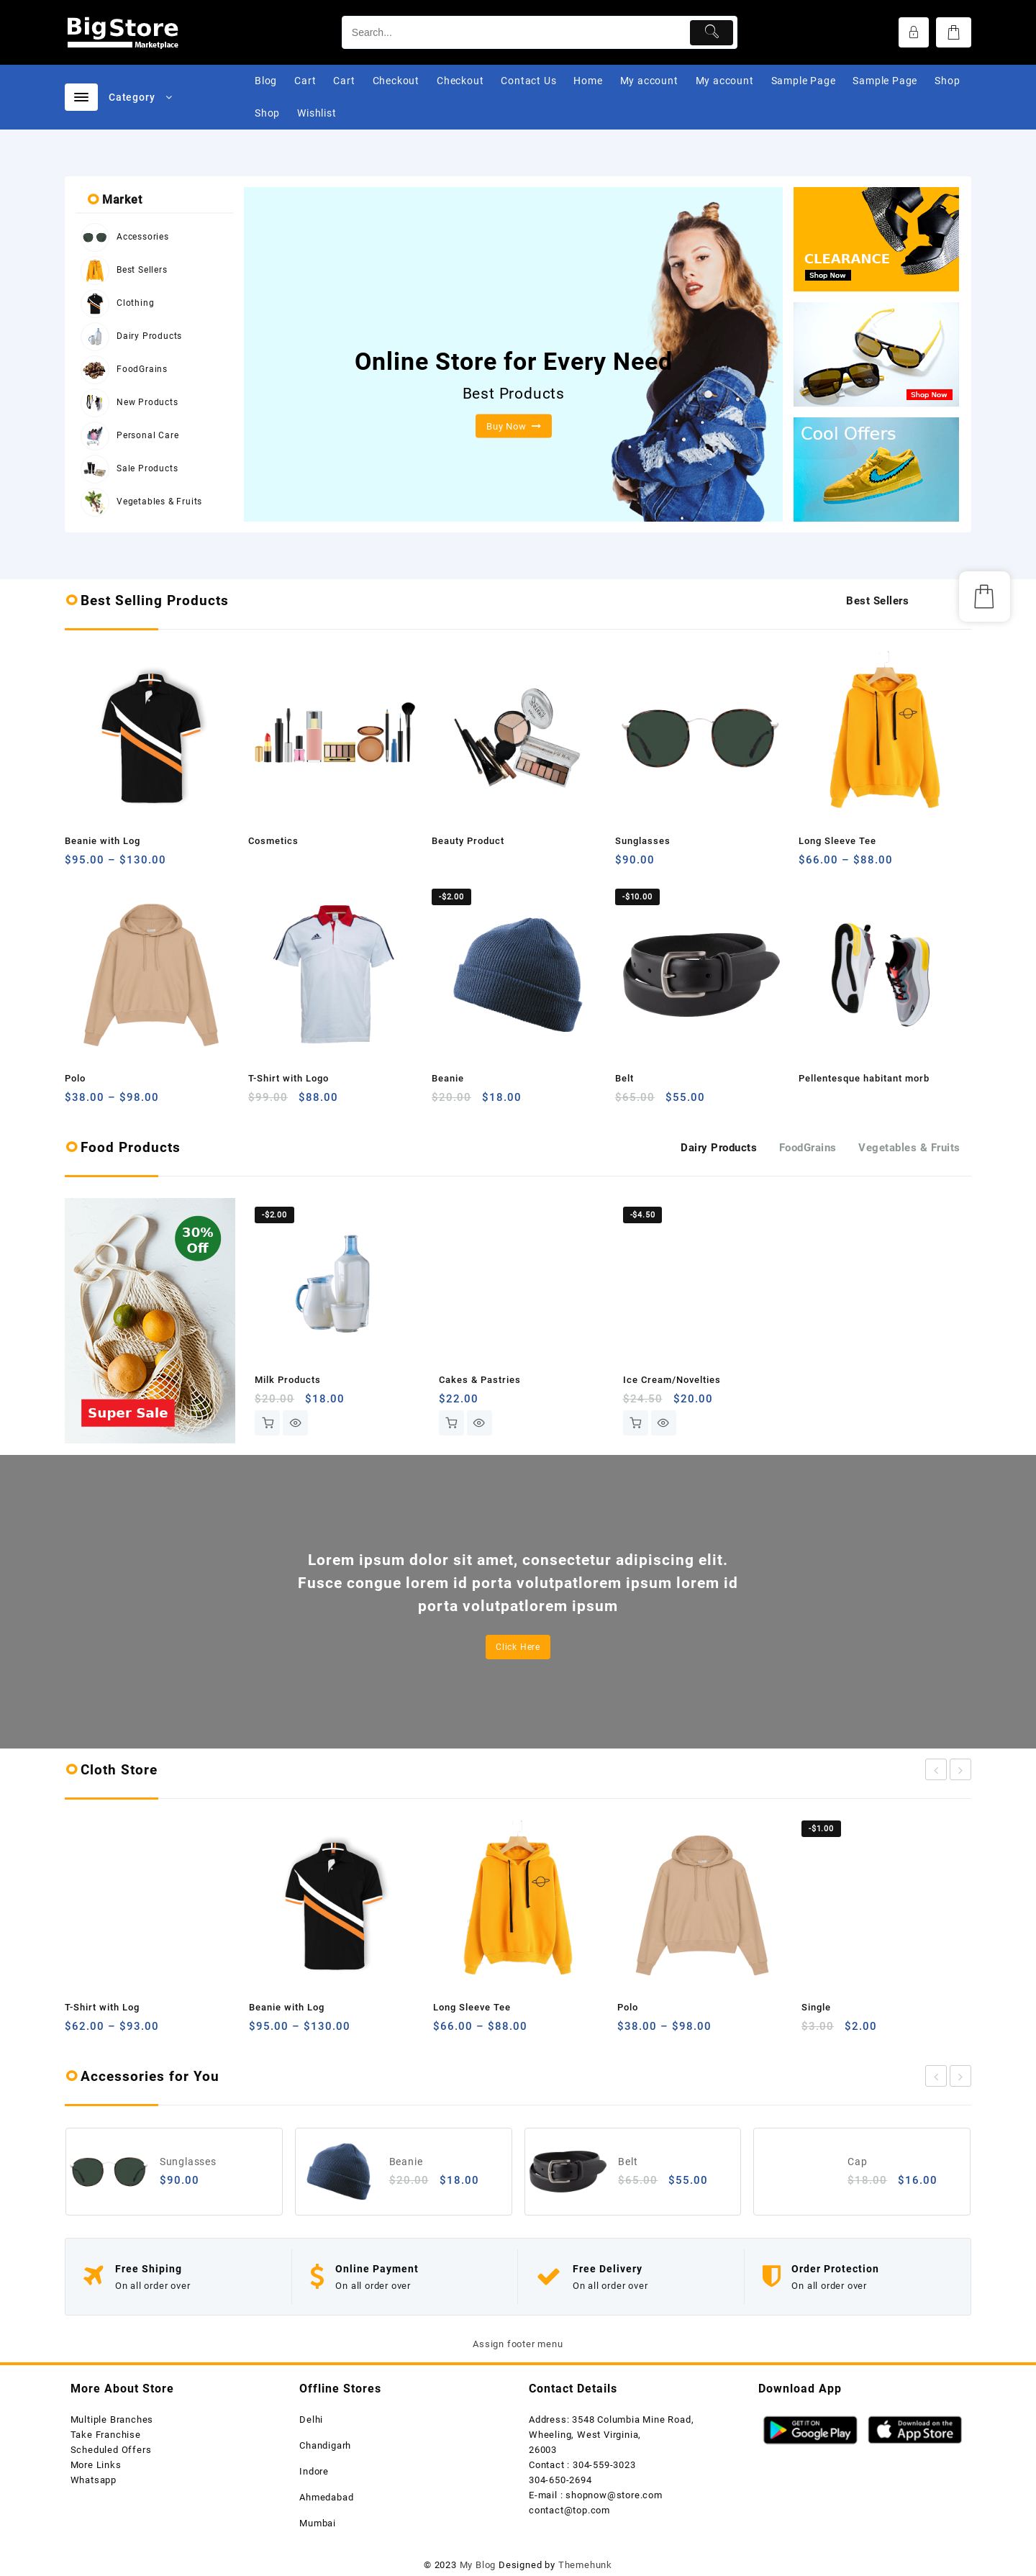 BigStore
Marketplace
Search...
Category
Blog Cart Cart Checkout Checkout Contact Us Home My account My account Sample Page Sample Page Shop
Shop Wishlist
Market
Accessories
Best Sellers
Clothing
Dairy Products
FoodGrains
New Products
Personal Care
Sale Products
Vegetables & Fruits
Online Store for Every Need
Best Products
Buy Now
CLEARANCE
Shop Now
Shop Now
Cool Offers
Best Selling Products
Best Sellers
Beanie with Log
$95.00 – $130.00
Cosmetics
Beauty Product
Sunglasses
$90.00
Long Sleeve Tee
$66.00 – $88.00
Polo
$38.00 – $98.00
T-Shirt with Logo
$99.00 $88.00
-$2.00
Beanie
$20.00 $18.00
-$10.00
Belt
$65.00 $55.00
Pellentesque habitant morb
Food Products
Dairy Products FoodGrains Vegetables & Fruits
30%
Off
Super Sale
-$2.00
Milk Products
$20.00 $18.00
Cakes & Pastries
$22.00
-$4.50
Ice Cream/Novelties
$24.50 $20.00
Lorem ipsum dolor sit amet, consectetur adipiscing elit.
Fusce congue lorem id porta volutpatlorem ipsum lorem id
porta volutpatlorem ipsum
Click Here
Cloth Store
T-Shirt with Log
$62.00 – $93.00
Beanie with Log
$95.00 – $130.00
Long Sleeve Tee
$66.00 – $88.00
Polo
$38.00 – $98.00
-$1.00
Single
$3.00 $2.00
Accessories for You
Sunglasses
$90.00
Beanie
$20.00 $18.00
Belt
$65.00 $55.00
Cap
$18.00 $16.00
Free Shiping
On all order over
Online Payment
On all order over
Free Delivery
On all order over
Order Protection
On all order over
Assign footer menu
More About Store
Multiple Branches
Take Franchise
Scheduled Offers
More Links
Whatsapp
Offline Stores
Delhi
Chandigarh
Indore
Ahmedabad
Mumbai
Contact Details
Address: 3548 Columbia Mine Road,
Wheeling, West Virginia,
26003
Contact : 304-559-3023
304-650-2694
E-mail : shopnow@store.com
contact@top.com
Download App
GET IT ON
Google Play
Download on the
App Store
© 2023 My Blog Designed by Themehunk